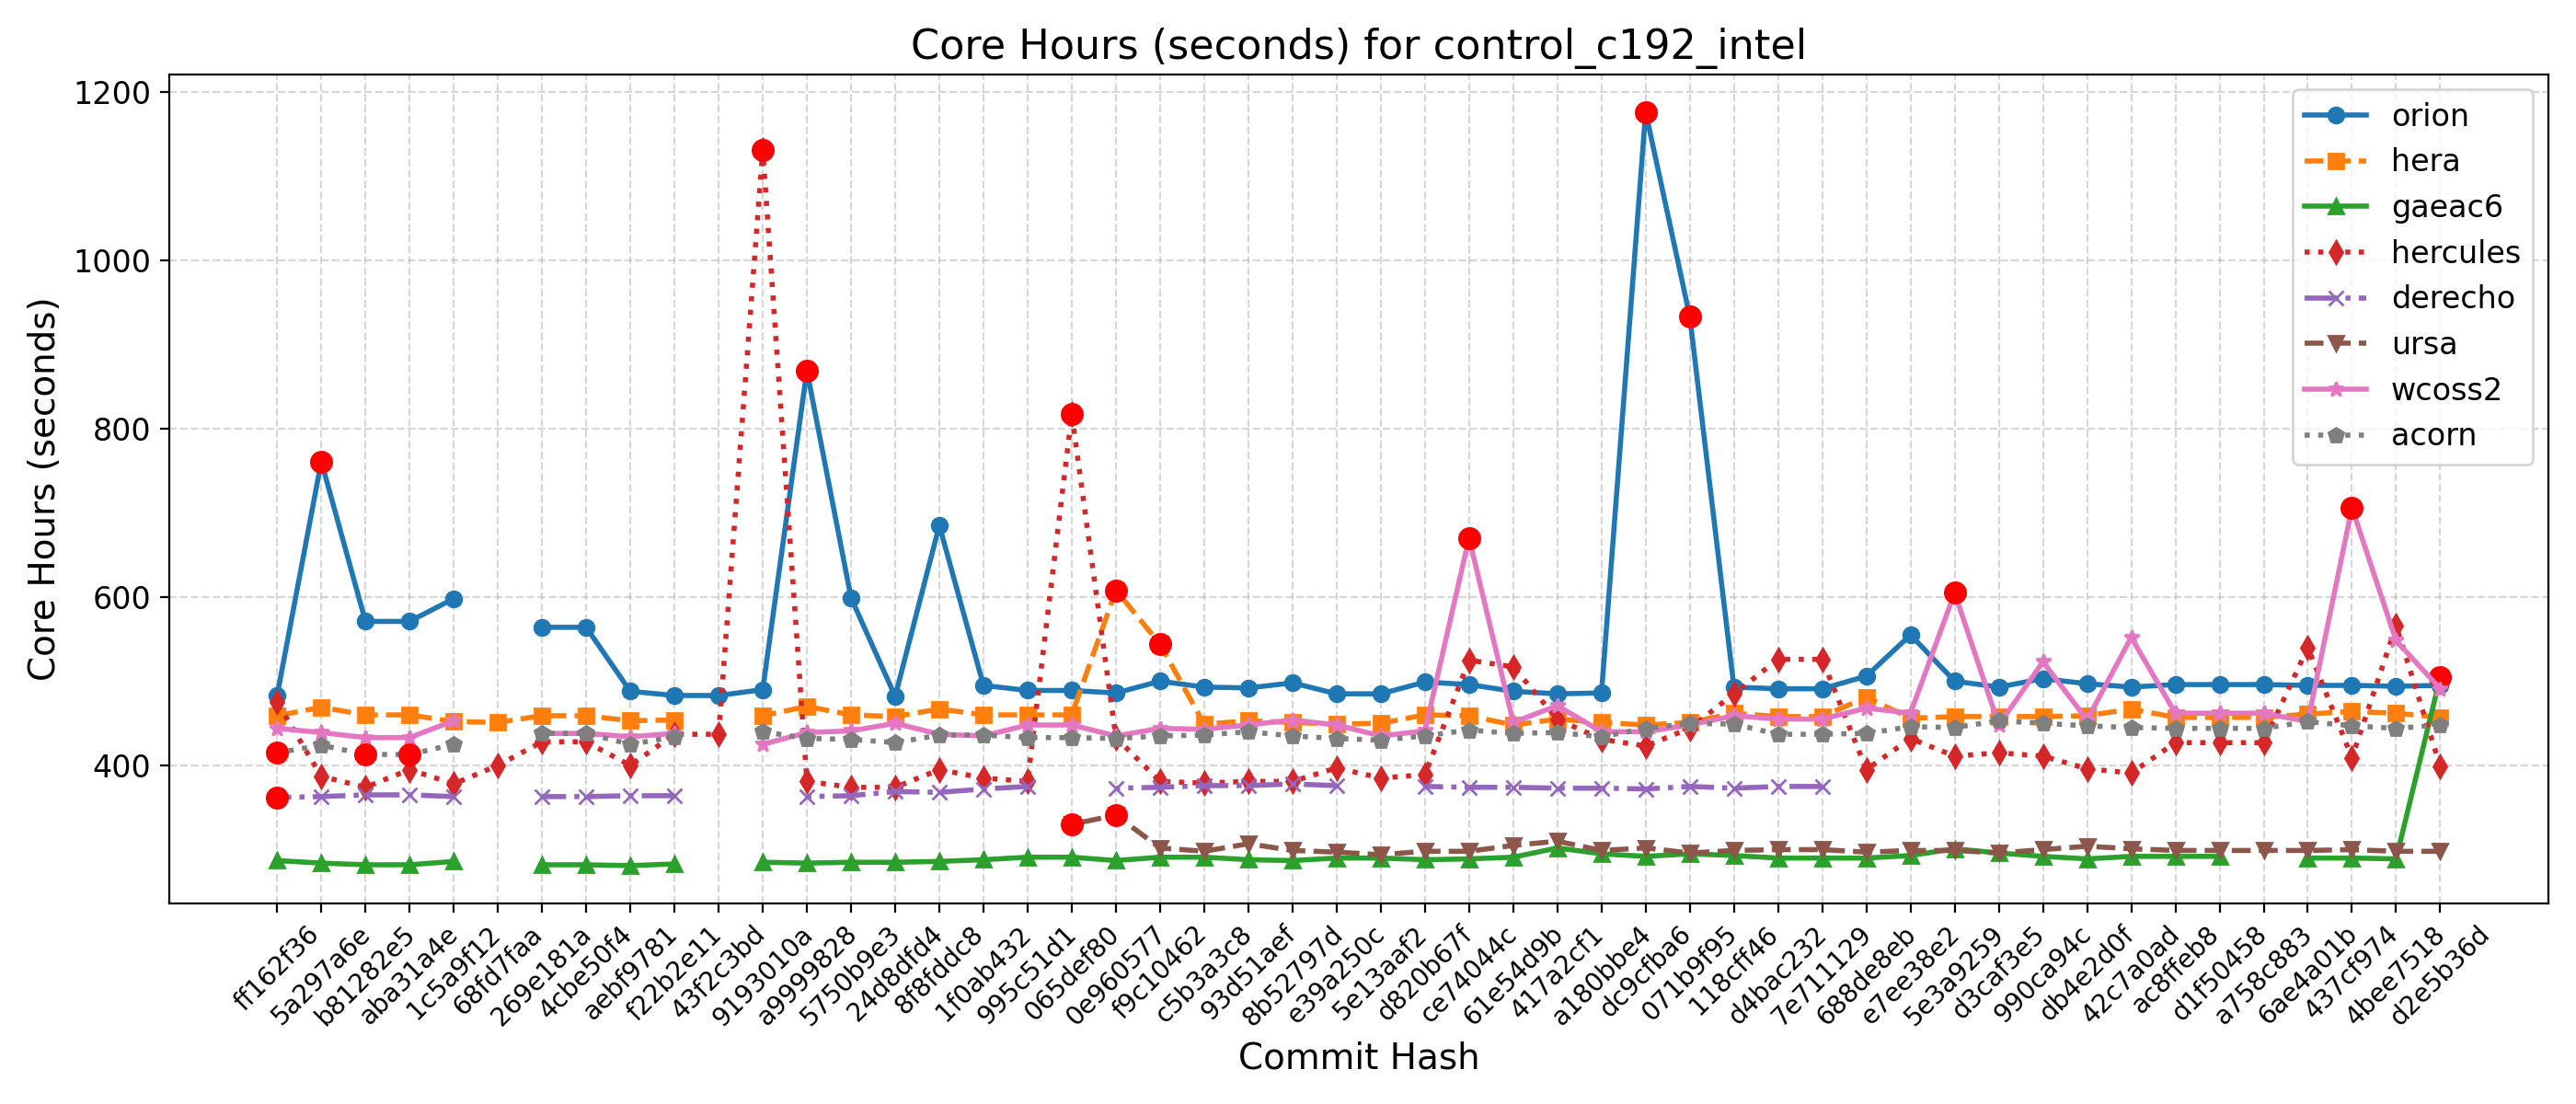 Core Hours (seconds) for control_c192_intel
Core Hours (seconds)
1200
1000
800
600
400
orion
hera
gaeac6
hercules
derecho
ursa
wcoss2
acorn
ff162f36
5a297a6e
b81282e5
aba31a4e
1c5a9f12
68fd7faa
269e181a
4cbe50f4
aebf9781
f22b2e11
43f2c3bd
9193010a
a9999828
5750b9e3
24d8dfd4
8f8fddc8
1f0ab432
995c51d1
065def80
0e960577
f9c10462
c5b3a3c8
93d51aef
8b52797d
e39a250c
5e13aaf2
d820b67f
ce74044c
61e54d9b
417a2cf1
a180bbe4
dc9cfba6
071b9f95
118cff46
d4bac232
7e711129
688de8eb
e7ee38e2
5e3a9259
d3caf3e5
990ca94c
db4e2d0f
42c7a0ad
ac8ffeb8
d1f50458
a758c883
6ae4a01b
437cf974
4bee7518
d2e5b36d
Commit Hash